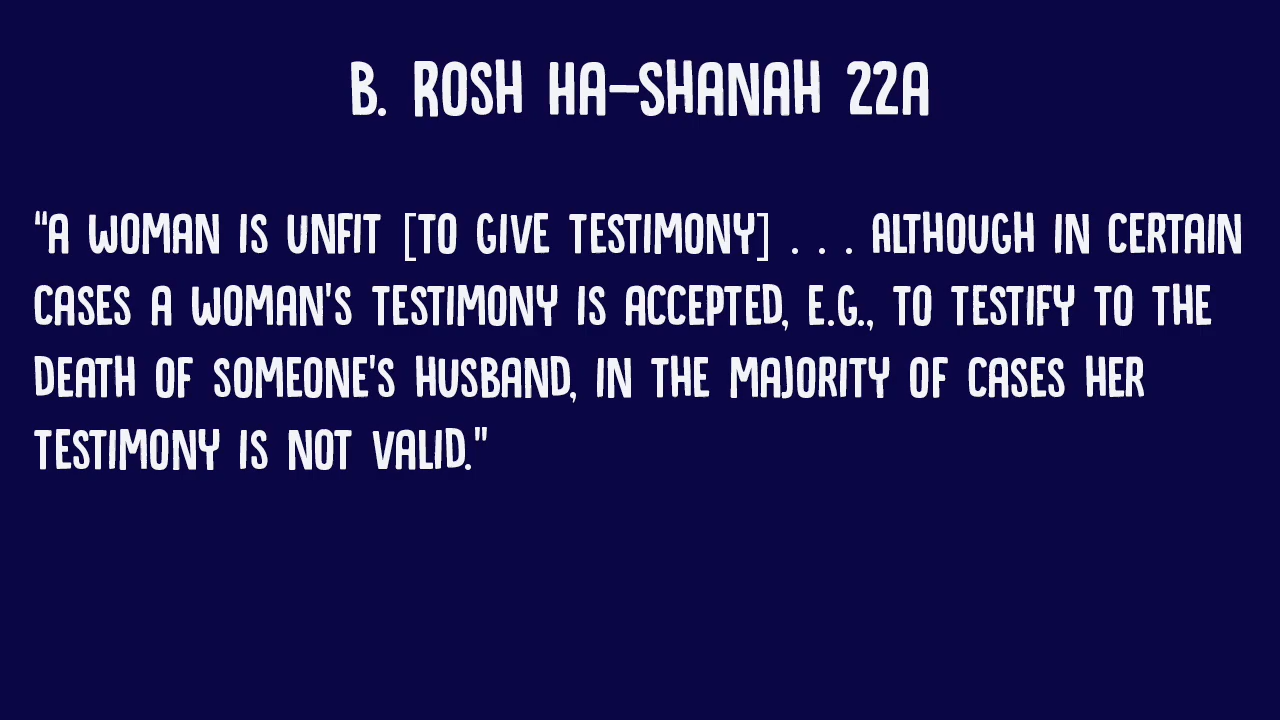 B. ROSH HA-SHANAH 22A
"A WOMAN IS UNFIT [TO GIVE TESTIMONY] . . . ALTHOUGH IN CERTAIN
CASES A WOMAN'S TESTIMONY IS ACCEPTED, E.G., TO TESTIFY TO THE
DEATH OF SOMEONE'S HUSBAND, IN THE MAJORITY OF CASES HER
TESTIMONY IS NOT VALID."